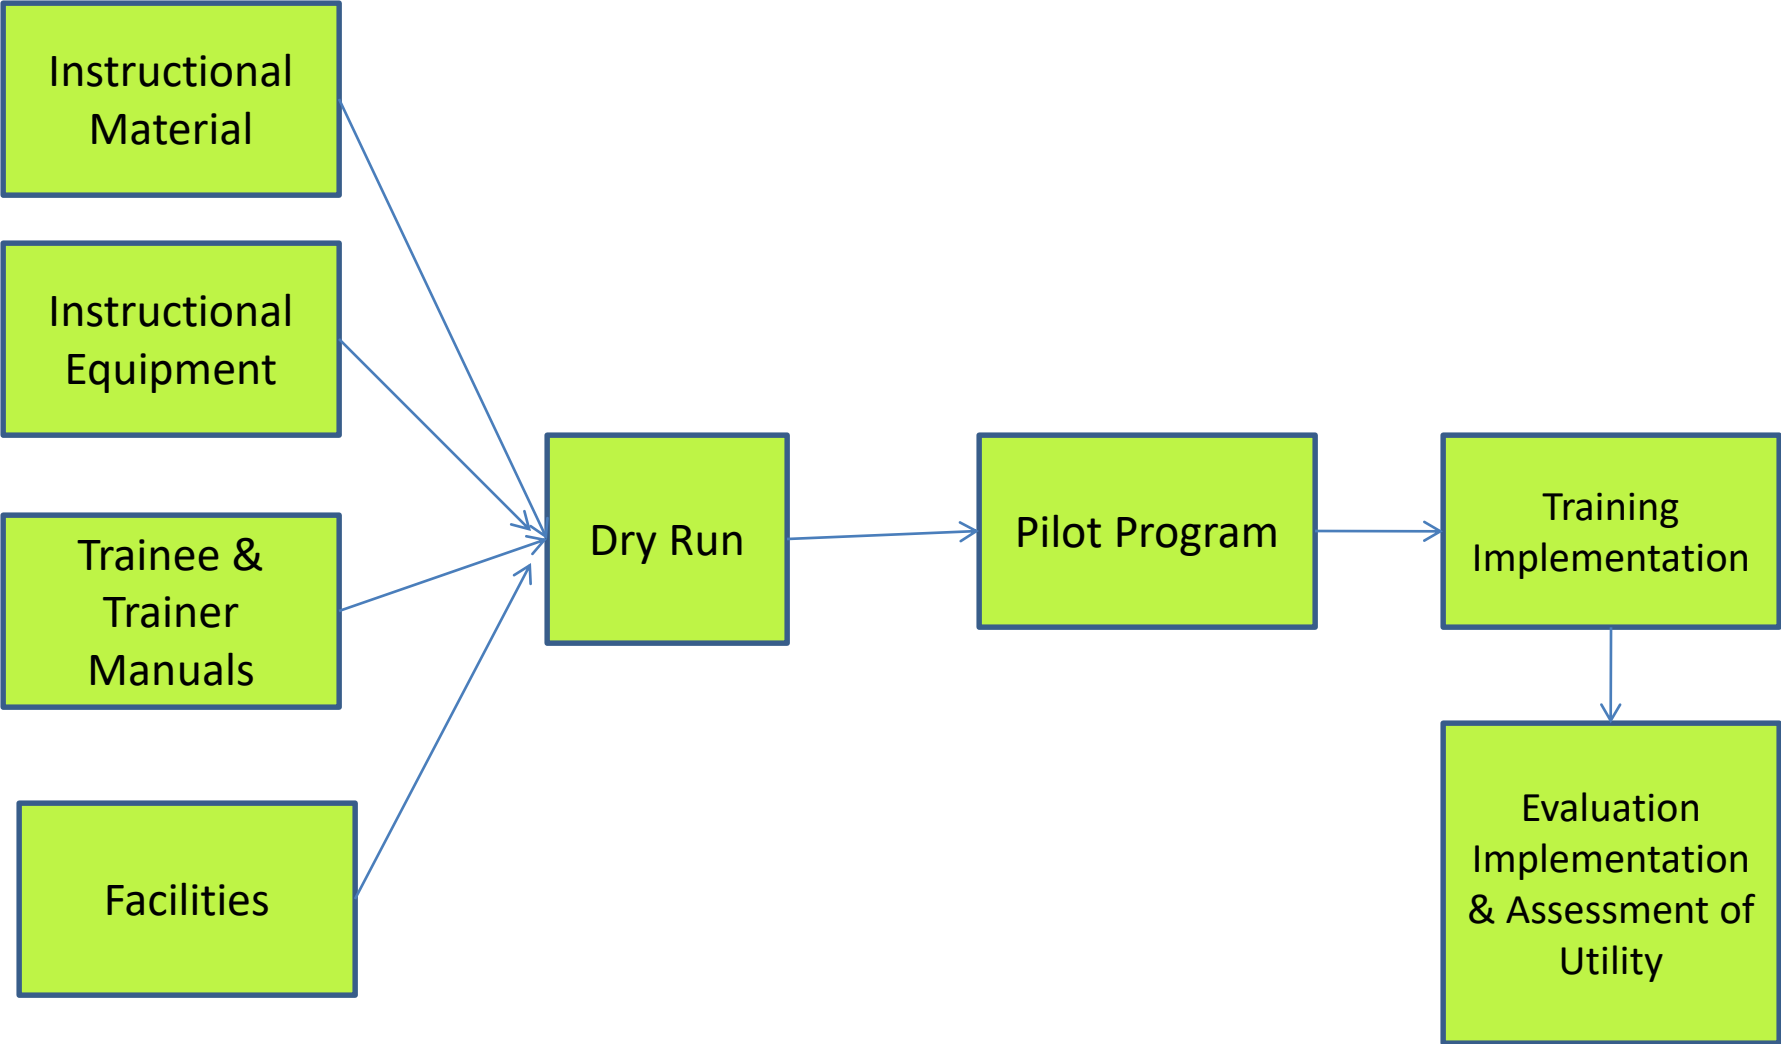 Instructional
Material
Instructional
Equipment
Trainee &
Trainer
Manuals
Facilities
Dry Run
Pilot Program
Training
Implementation
Evaluation
Implementation
& Assessment of
Utility